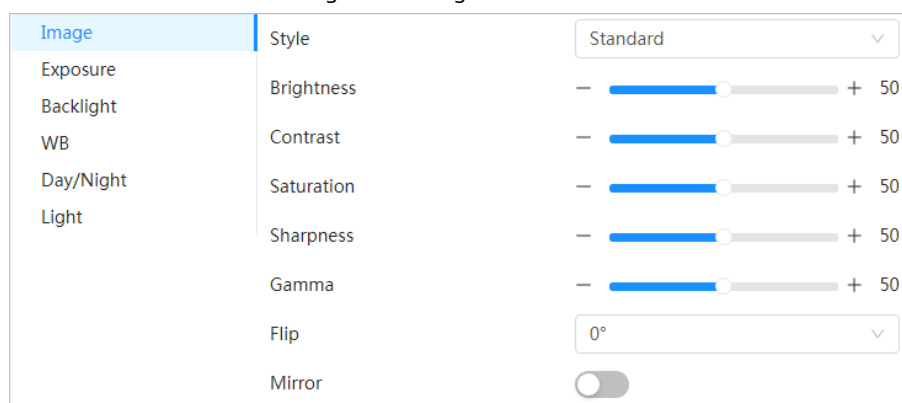 Image
Exposure
Backlight
WB
Day/Night
Light
Style Standard
Brightness 50
Contrast 50
Saturation 50
Sharpness 50
Gamma 50
Flip 0°
Mirror